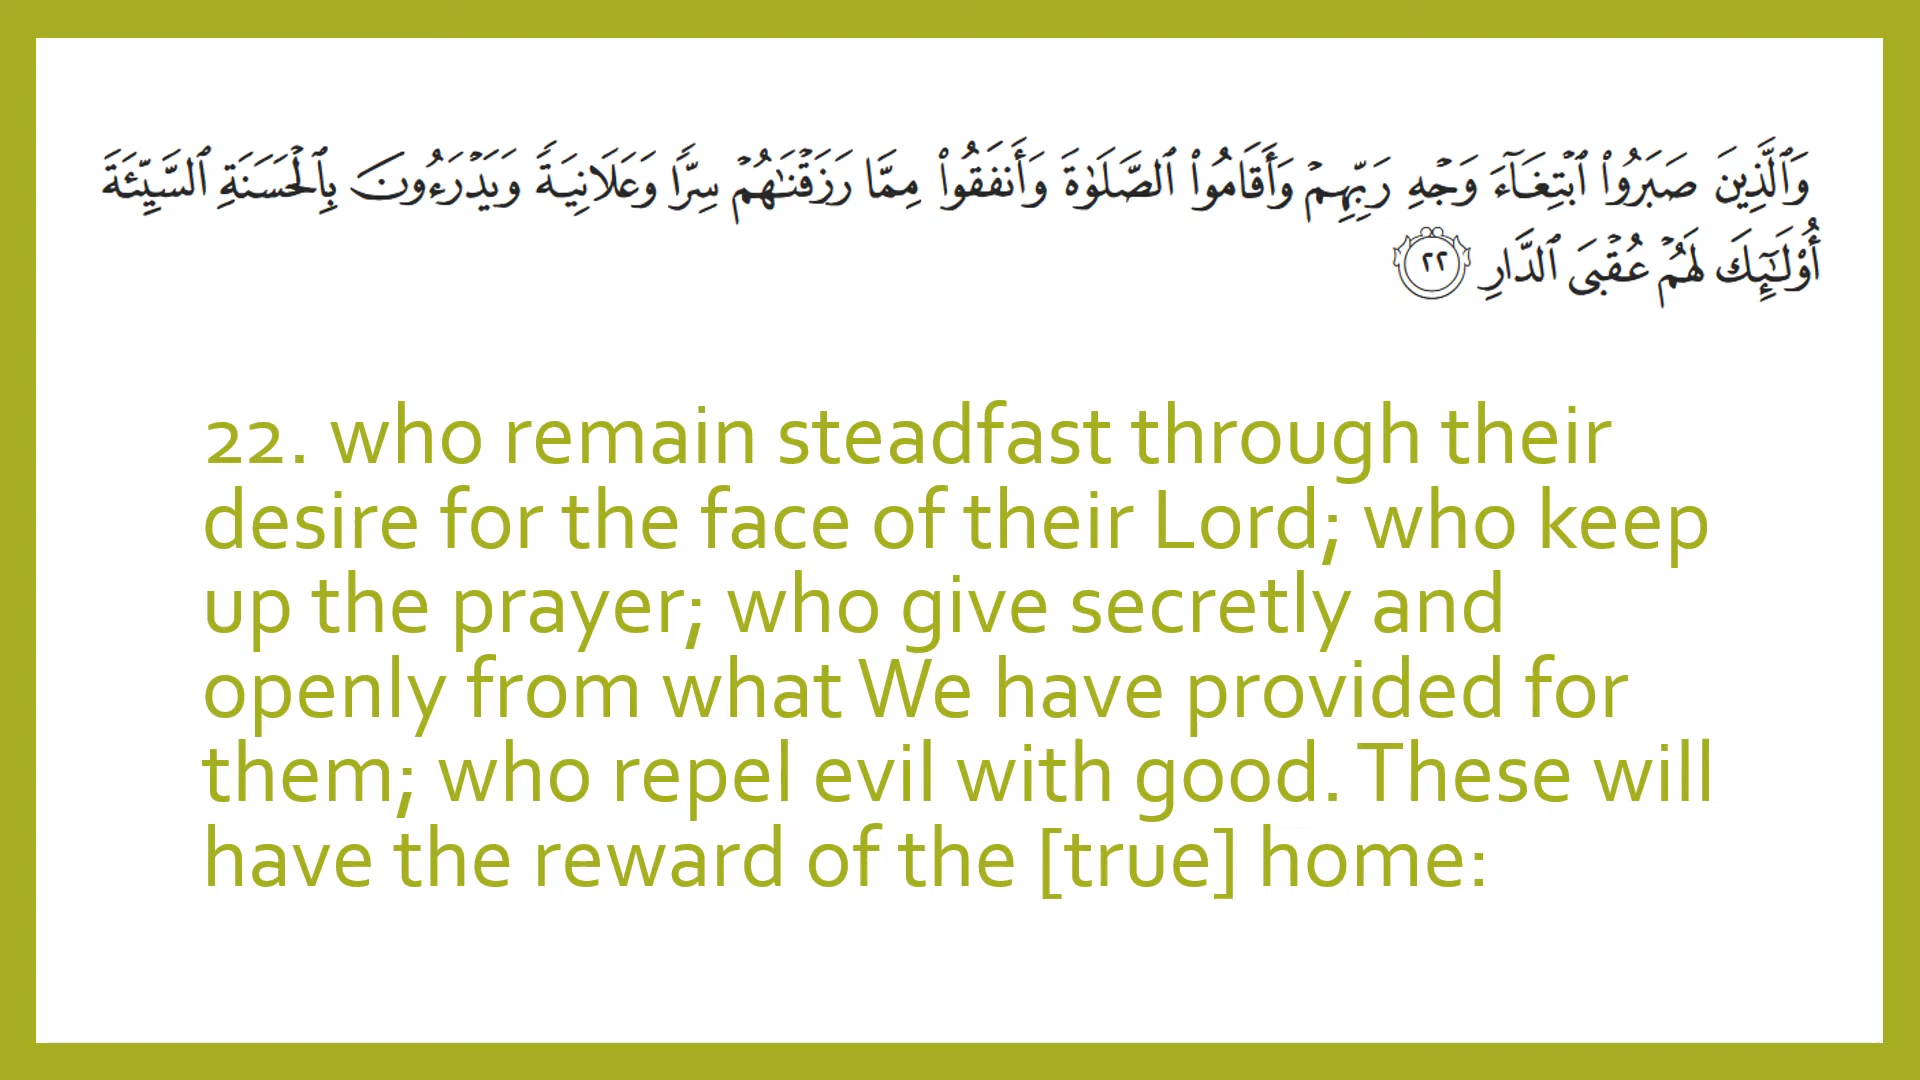 وَٱلَّذِينَ صَبَرُواْ ٱبْتِغَآءَ وَجْهِ رَبِّهِمْ وَأَقَامُواْ ٱلصَّلَوٰةَ وَأَنفَقُواْ مِمَّا رَزَقْنَٰهُمْ سِرًّا وَعَلَانِيَةً وَيَدْرَءُونَ بِٱلْحَسَنَةِ ٱلسَّيِّئَةَ
أُوْلَٰٓئِكَ لَهُمْ عُقْبَى ٱلدَّارِ ٢٢
22. who remain steadfast through their
desire for the face of their Lord; who keep
up the prayer; who give secretly and
openly from what We have provided for
them; who repel evil with good. These will
have the reward of the [true] home: